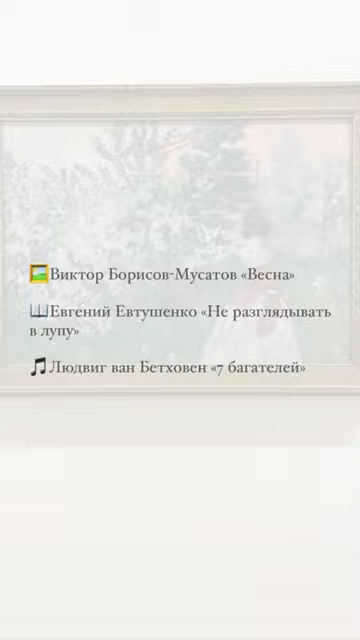 🖼️Виктор Борисов-Мусатов «Весна»
📖Евгений Евтушенко «Не разглядывать
в лупу»
🎵Людвиг ван Бетховен «7 багателей»